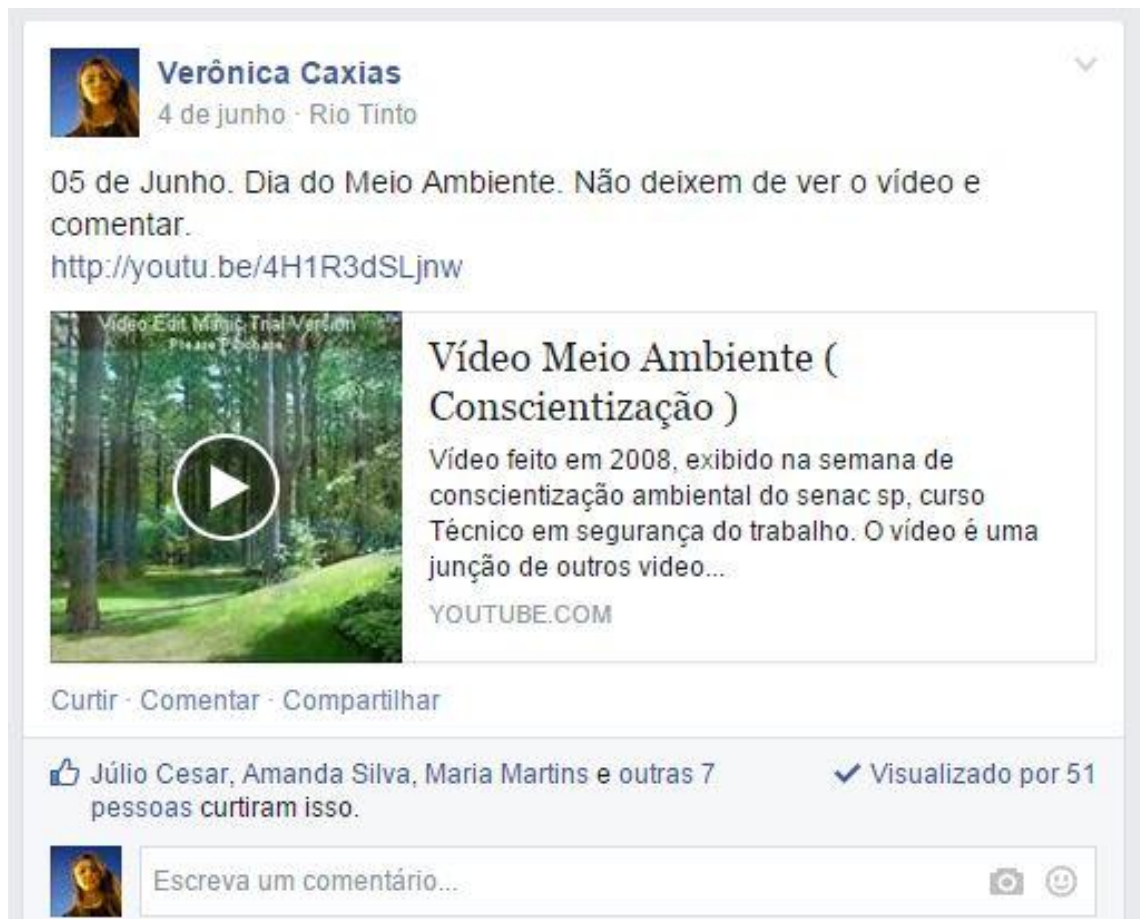 Verônica Caxias
4 de junho · Rio Tinto
05 de Junho. Dia do Meio Ambiente. Não deixem de ver o vídeo e
comentar.
http://youtu.be/4H1R3dSLjnw
Video Edit Magic Trial Version
Please Purchase
Vídeo Meio Ambiente (
Conscientização )
Vídeo feito em 2008, exibido na semana de
conscientização ambiental do senac sp, curso
Técnico em segurança do trabalho. O vídeo é uma
junção de outros video...
YOUTUBE.COM
Curtir · Comentar · Compartilhar
Júlio Cesar, Amanda Silva, Maria Martins e outras 7
pessoas curtiram isso.
Visualizado por 51
Escreva um comentário...